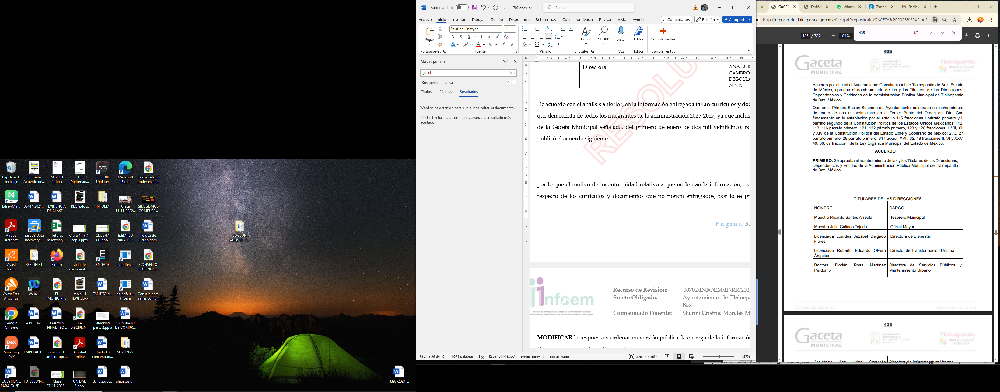 Papelera de reciclaje
Formato Acuerdo de...
SESIÓN 1.docx
F1 Diplomad...
Sena 30K Updater
Microsoft Edge
Convocatoria poder ejecu...
EdrawMind
03447_2024...
EVIDENCIA DE CLASE ...
REGIS.docx
INFOEM
Clase 14-11-2022...
SILOGISMOS COMPUES...
Adobe Acrobat
EaseUS Data Recovery ...
Tutores maestría y ...
Clase 4.1 (1) - copia.pptx
Clase 4.1 (1).pptx
EJEMPLO PARA LÓ...
Toluca de Lerdo.docx
LOG JUR AGOSTO-2...
Avast Cleanu...
SESIÓN 31
Firefox
acta de nacimiento...
ENGAGE
es-pdfele...
CONVENIO LOTE NOG...
Avast Free Antivirus
Webex
EL MUNICIPI...
tarea LJ TEPJF.docx
TANTITO.d...
es-pdfele... (1).exe
Consejo para sanar con t...
Google Chrome
04197_202...
EXAMEN FINAL TEO...
LA DISCIPLIN...
Silogisno parte 2.pptx
CONTRATO DE COMPR...
Samsung DeX
EMPLEABIL...
convenio_F... anticorrupc...
Acrobat online
Unidad 3 concentrad...
SESIÓN 27
CUESTION... PARA EX 2P...
FD_EVELYN...
Clase 07-11-2023...
UNIDAD 3.pptx
3.1 3.2.docx
alegatos.d...
3397-2024....
Autoguardado
702.docx
Buscar
Archivo Inicio Insertar Dibujar Diseño Disposición Referencias Correspondencia Revisar Vista Ayuda
Comentarios Edición Compartir
Palatino Linotype 11
Pegar
N K S ab x₂ x²
Estilos Edición Dictar Editor Complementos
Portapapeles Fuente Párrafo Estilos Voz Editor Complementos
Navegación
gacet
Búsqueda en pausa
Títulos Páginas Resultados
Word se ha detenido para que pueda editar su documento.
Use las flechas para continuar y avanzar al resultado más
acertado.
Directora
ANA LUIS
CAMBRÓ
DEGOLLA
74 Y 75
RESOLU
De acuerdo con el análisis anterior, en la información entregada faltan currículos y doc
que den cuenta de todos los integrantes de la administración 2025-2027, ya que inclus
de la Gaceta Municipal señalada, del primero de enero de dos mil veinticinco, tar
publicó el acuerdo siguiente:
por lo que el motivo de inconformidad relativo a que no le dan la información, es
respecto de los currículos y documentos que no fueron entregados, por lo es pr
Página 35
infoem
Instituto de Transparencia, Acceso a la Información Pública y
Protección de Datos Personales del Estado de México y Municipios
Recurso de Revisión: 00702/INFOEM/IP/RR/2025
Sujeto Obligado: Ayuntamiento de Tlalnepa
Baz
Comisionado Ponente: Sharon Cristina Morales M
MODIFICAR la respuesta y ordenar en versión pública, la entrega de la información
Página 36 de 46 10871 palabras Español (México) Predicciones de texto: activado
Concentración 127%
GACET Periód Whats Zimbr Recibi
http://repositorio.tlalnepantla.gob.mx/files/pdf/repositorio/GACETA%202025%20X2.pdf
435 3/3
435 / 727 84%
435
Gaceta
MUNICIPAL
Tlalnepantla
nuestra ciudad
2025-2027
Acuerdo por el cual el Ayuntamiento Constitucional de Tlalnepantla de Baz, Estado
de México, aprueba el nombramiento de las y los Titulares de las Direcciones,
Dependencias y Entidades de la Administración Pública Municipal de Tlalnepantla
de Baz, México.
Que en la Primera Sesión Solemne del Ayuntamiento, celebrada en fecha primero
de enero de dos mil veinticinco en el Tercer Punto del Orden del Día; Con
fundamento en lo establecido por el artículo 115 fracciones I párrafo primero y II
párrafo segundo de la Constitución Política de los Estados Unidos Mexicanos; 112,
113, 116 párrafo primero, 121, 122 párrafo primero, 123 y 128 fracciones II, VII, XII
y XIV de la Constitución Política del Estado Libre y Soberano de México; 2, 3, 27
párrafo primero, 29 párrafo primero, 31 fracción XVII, 32, 48 fracciones II, VI y XXV,
49, 86, 87 fracción I de la Ley Orgánica Municipal del Estado de México;
ACUERDO
PRIMERO. Se aprueba el nombramiento de las y los Titulares de las Direcciones,
Dependencias y Entidad de la Administración Pública Municipal de Tlalnepantla
de Baz, México:
TITULARES DE LAS DIRECCIONES
NOMBRE CARGO
Maestro Ricardo Santos Arreola Tesorero Municipal
Maestra Julia Galindo Tejeda Oficial Mayor
Licenciada Lourdes Jezabel Delgado Flores Directora de Bienestar
Licenciado Roberto Eduardo Olvera Ángeles Director de Transformación Urbana
Doctora Florián Rosa Martínez Perdomo Directora de Servicios Públicos y Mantenimiento Urbano
436
Gaceta
MUNICIPAL
Tlalnepantla
nuestra ciudad
2025-2027
Arquitecta Ana Luisa Cambrón Directora de Infraestructura Urbana